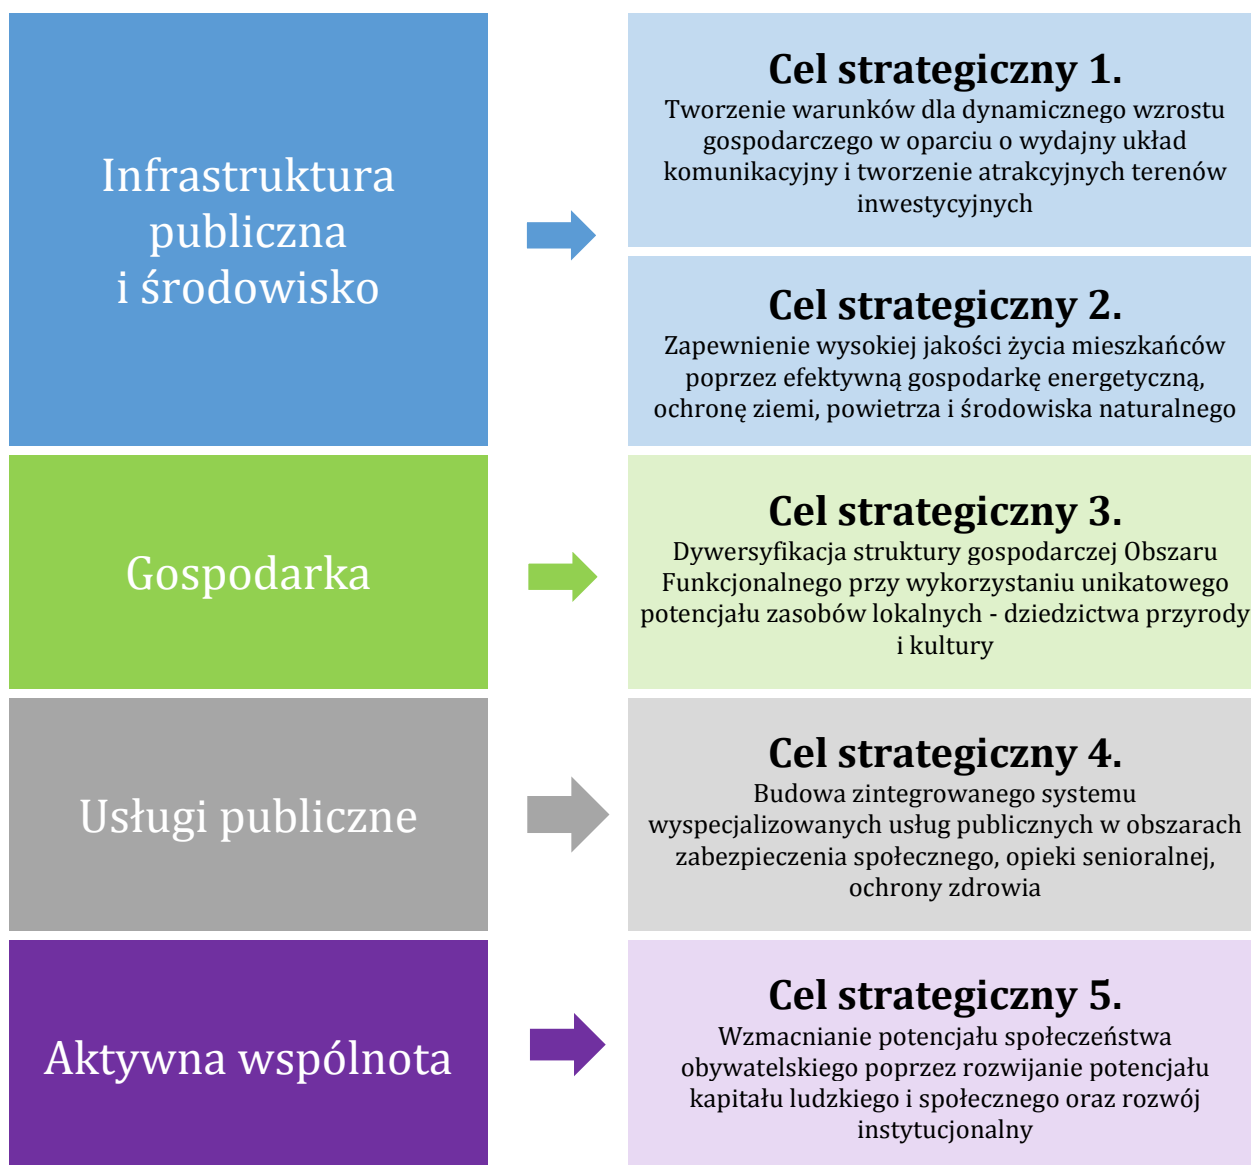 Infrastruktura
publiczna
i środowisko
Cel strategiczny 1.
Tworzenie warunków dla dynamicznego wzrostu
gospodarczego w oparciu o wydajny układ
komunikacyjny i tworzenie atrakcyjnych terenów
inwestycyjnych
Cel strategiczny 2.
Zapewnienie wysokiej jakości życia mieszkańców
poprzez efektywną gospodarkę energetyczną,
ochronę ziemi, powietrza i środowiska naturalnego
Gospodarka
Cel strategiczny 3.
Dywersyfikacja struktury gospodarczej Obszaru
Funkcjonalnego przy wykorzystaniu unikatowego
potencjału zasobów lokalnych - dziedzictwa przyrody
i kultury
Usługi publiczne
Cel strategiczny 4.
Budowa zintegrowanego systemu
wyspecjalizowanych usług publicznych w obszarach
zabezpieczenia społecznego, opieki senioralnej,
ochrony zdrowia
Aktywna wspólnota
Cel strategiczny 5.
Wzmacnianie potencjału społeczeństwa
obywatelskiego poprzez rozwijanie potencjału
kapitału ludzkiego i społecznego oraz rozwój
instytucjonalny